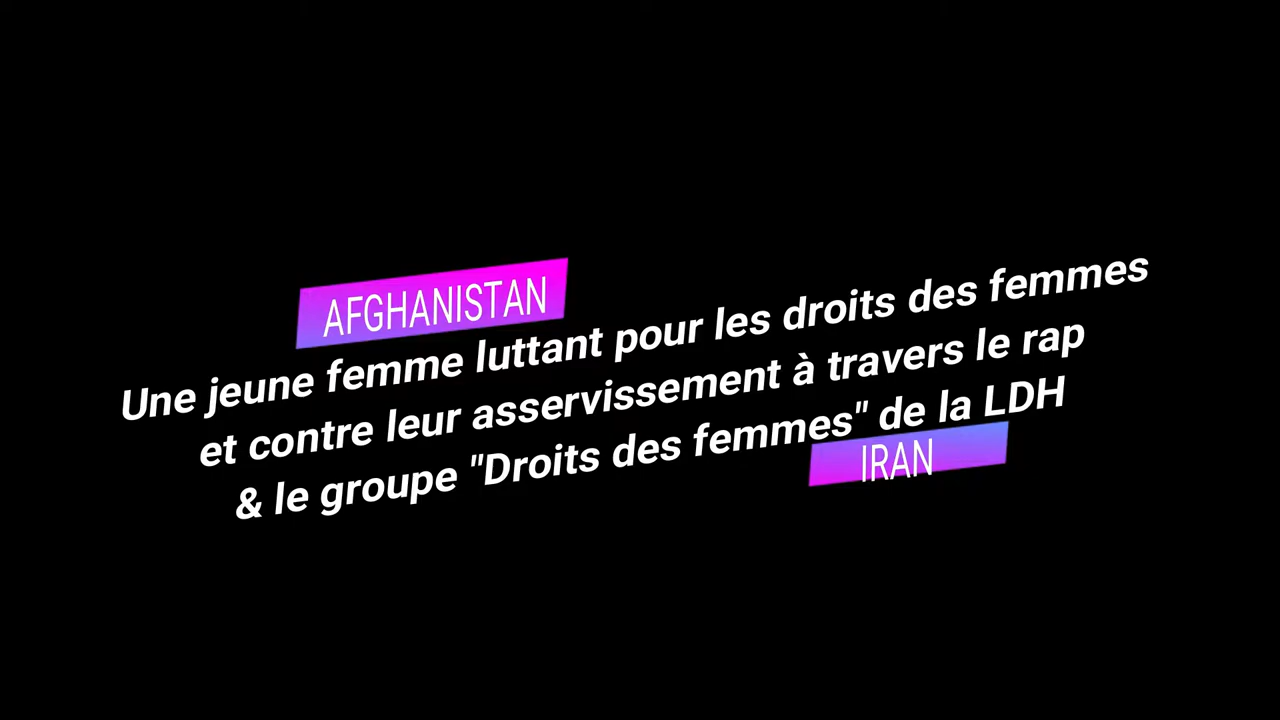 AFGHANISTAN
Une jeune femme luttant pour les droits des femmes
et contre leur asservissement à travers le rap
& le groupe "Droits des femmes" de la LDH
IRAN